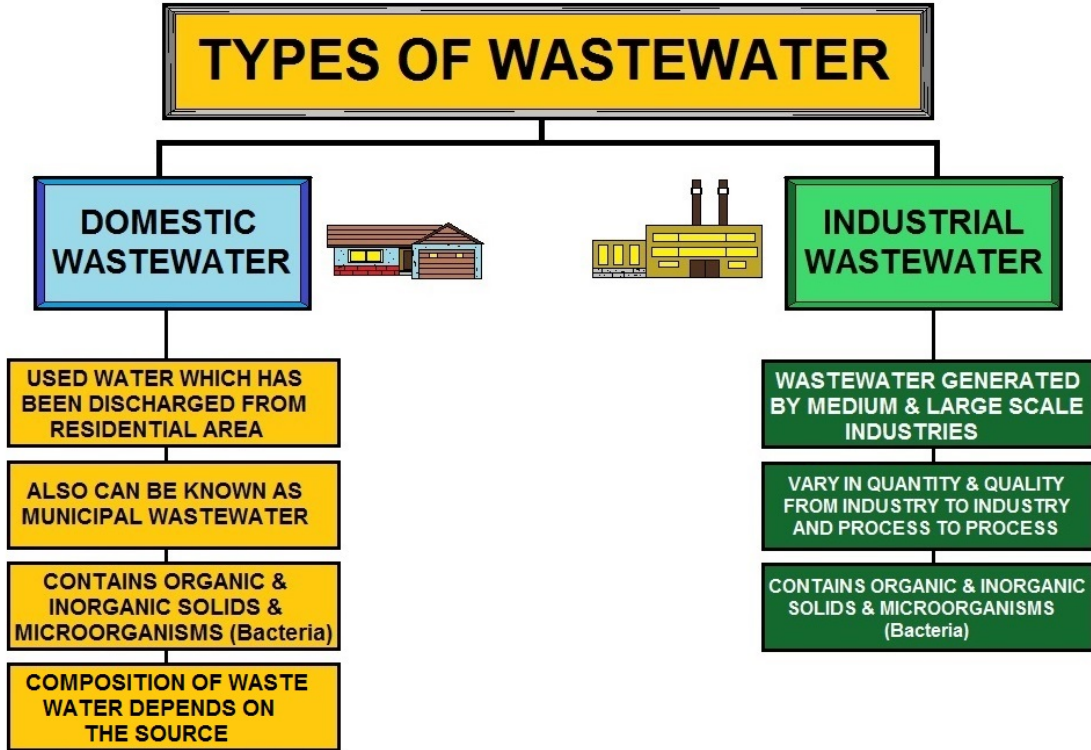 TYPES OF WASTEWATER
DOMESTIC
WASTEWATER
USED WATER WHICH HAS
BEEN DISCHARGED FROM
RESIDENTIAL AREA
ALSO CAN BE KNOWN AS
MUNICIPAL WASTEWATER
CONTAINS ORGANIC &
INORGANIC SOLIDS &
MICROORGANISMS (Bacteria)
COMPOSITION OF WASTE
WATER DEPENDS ON
THE SOURCE
INDUSTRIAL
WASTEWATER
WASTEWATER GENERATED
BY MEDIUM & LARGE SCALE
INDUSTRIES
VARY IN QUANTITY & QUALITY
FROM INDUSTRY TO INDUSTRY
AND PROCESS TO PROCESS
CONTAINS ORGANIC & INORGANIC
SOLIDS & MICROORGANISMS
(Bacteria)